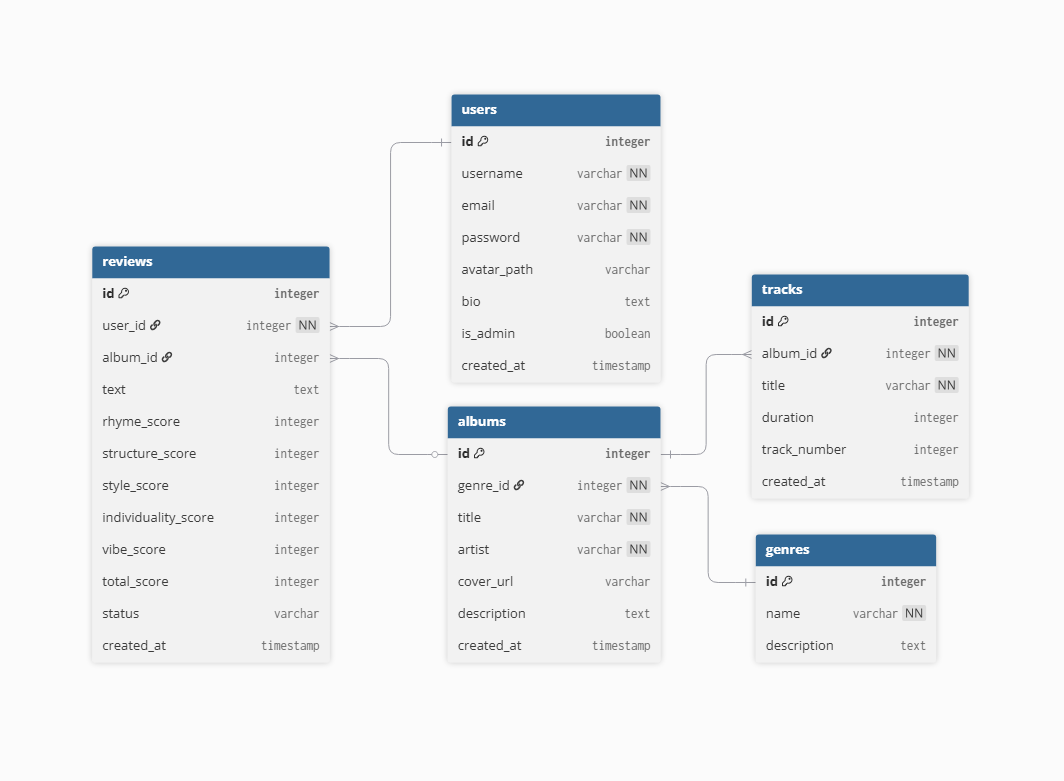 users
id integer
username varchar NN
email varchar NN
password varchar NN
avatar_path varchar
bio text
is_admin boolean
created_at timestamp
reviews
id integer
user_id integer NN
album_id integer
text text
rhyme_score integer
structure_score integer
style_score integer
individuality_score integer
vibe_score integer
total_score integer
status varchar
created_at timestamp
albums
id integer
genre_id integer NN
title varchar NN
artist varchar NN
cover_url varchar
description text
created_at timestamp
tracks
id integer
album_id integer NN
title varchar NN
duration integer
track_number integer
created_at timestamp
genres
id integer
name varchar NN
description text